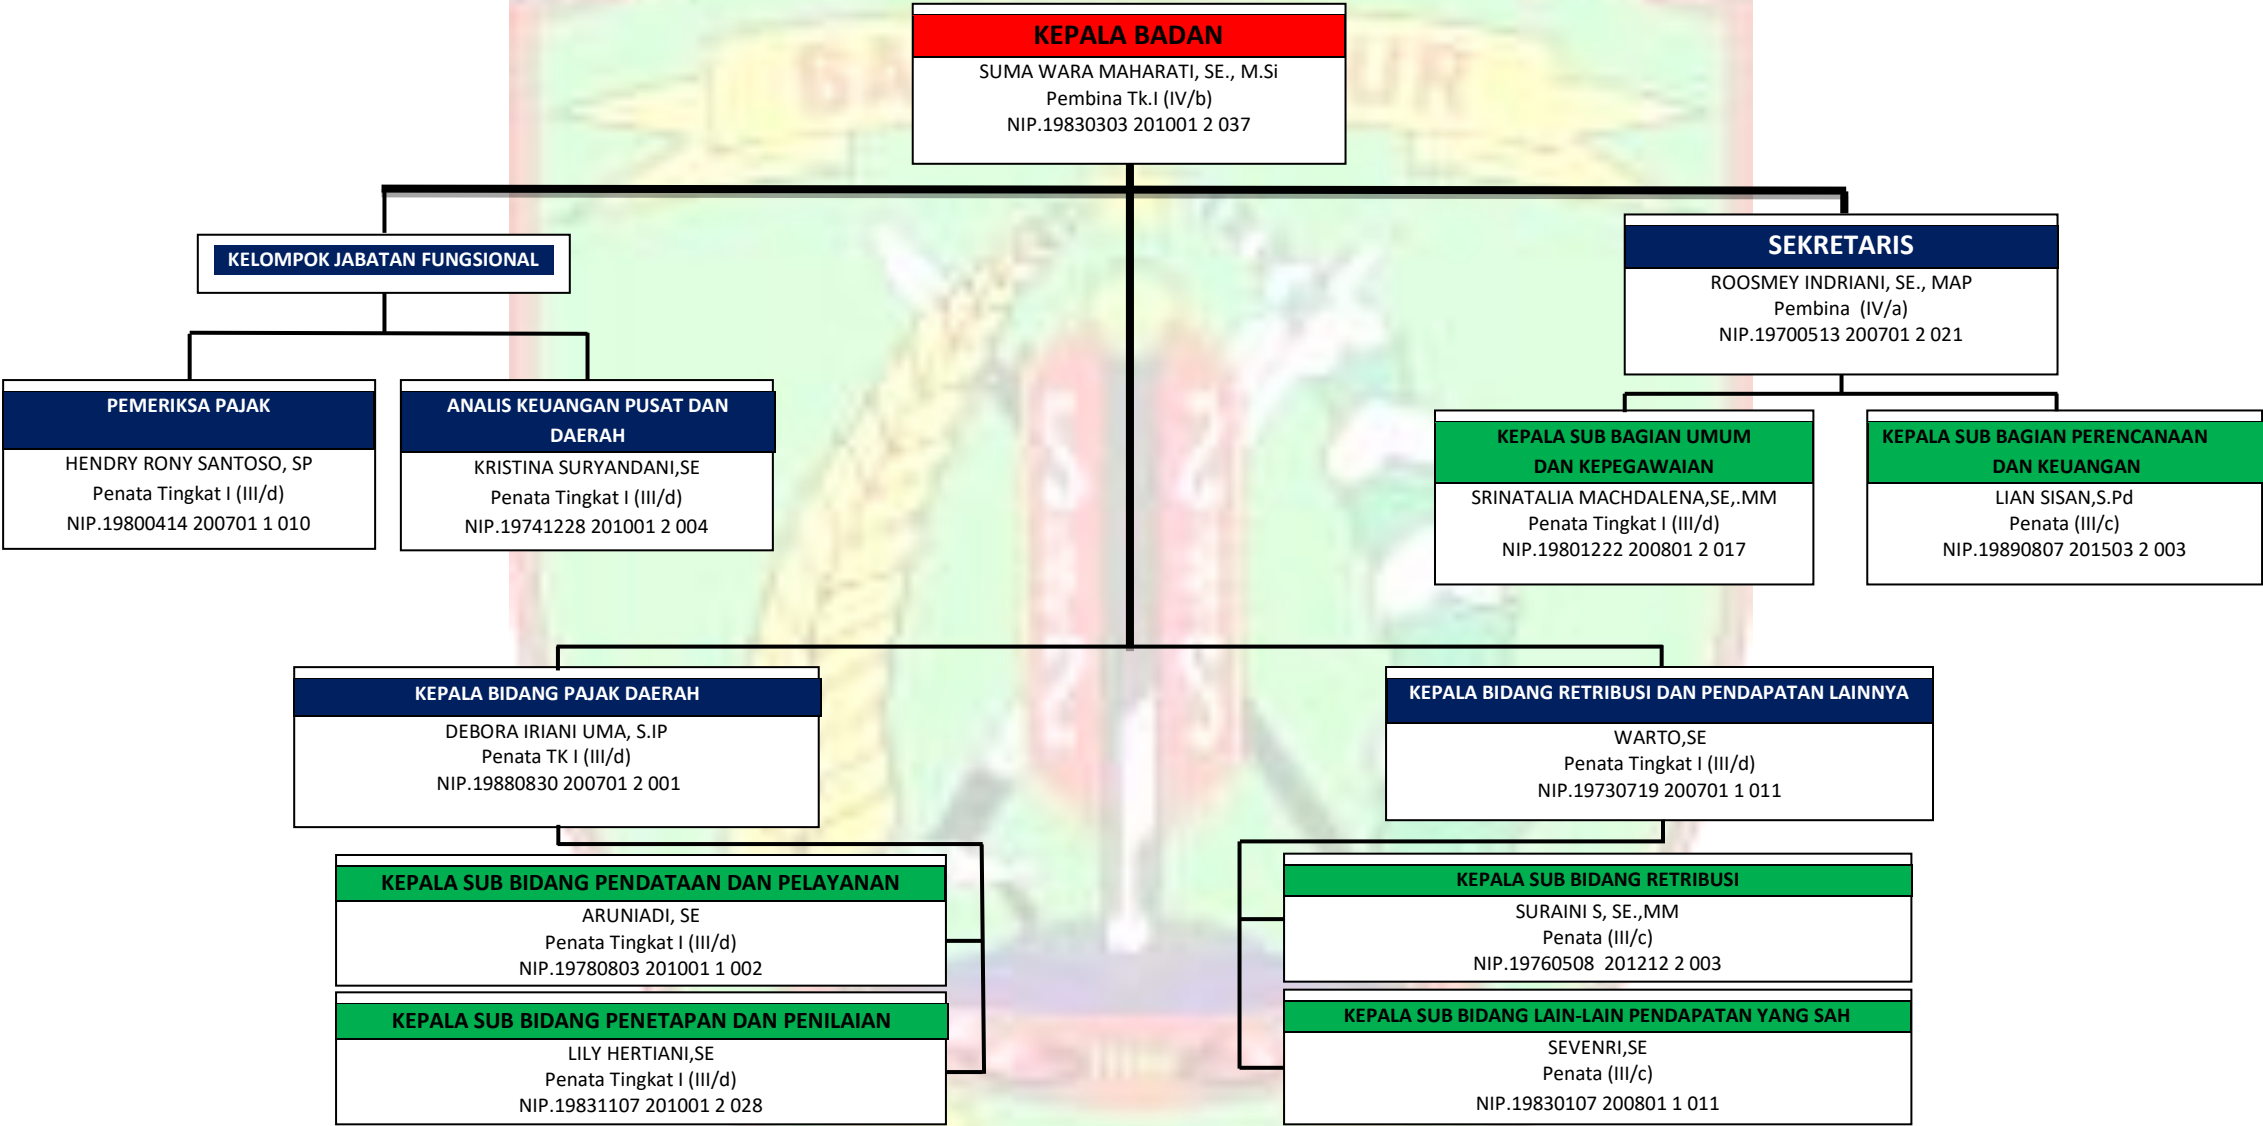 KEPALA BADAN
SUMA WARA MAHARATI, SE., M.Si
Pembina Tk.I (IV/b)
NIP.19830303 201001 2 037
KELOMPOK JABATAN FUNGSIONAL
SEKRETARIS
ROOSMEY INDRIANI, SE., MAP
Pembina (IV/a)
NIP.19700513 200701 2 021
PEMERIKSA PAJAK
HENDRY RONY SANTOSO, SP
Penata Tingkat I (III/d)
NIP.19800414 200701 1 010
ANALIS KEUANGAN PUSAT DAN
DAERAH
KRISTINA SURYANDANI,SE
Penata Tingkat I (III/d)
NIP.19741228 201001 2 004
KEPALA SUB BAGIAN UMUM
DAN KEPEGAWAIAN
SRINATALIA MACHDALENA,SE,.MM
Penata Tingkat I (III/d)
NIP.19801222 200801 2 017
KEPALA SUB BAGIAN PERENCANAAN
DAN KEUANGAN
LIAN SISAN,S.Pd
Penata (III/c)
NIP.19890807 201503 2 003
KEPALA BIDANG PAJAK DAERAH
DEBORA IRIANI UMA, S.IP
Penata TK I (III/d)
NIP.19880830 200701 2 001
KEPALA BIDANG RETRIBUSI DAN PENDAPATAN LAINNYA
WARTO,SE
Penata Tingkat I (III/d)
NIP.19730719 200701 1 011
KEPALA SUB BIDANG PENDATAAN DAN PELAYANAN
ARUNIADI, SE
Penata Tingkat I (III/d)
NIP.19780803 201001 1 002
KEPALA SUB BIDANG PENETAPAN DAN PENILAIAN
LILY HERTIANI,SE
Penata Tingkat I (III/d)
NIP.19831107 201001 2 028
KEPALA SUB BIDANG RETRIBUSI
SURAINI S, SE.,MM
Penata (III/c)
NIP.19760508 201212 2 003
KEPALA SUB BIDANG LAIN-LAIN PENDAPATAN YANG SAH
SEVENRI,SE
Penata (III/c)
NIP.19830107 200801 1 011